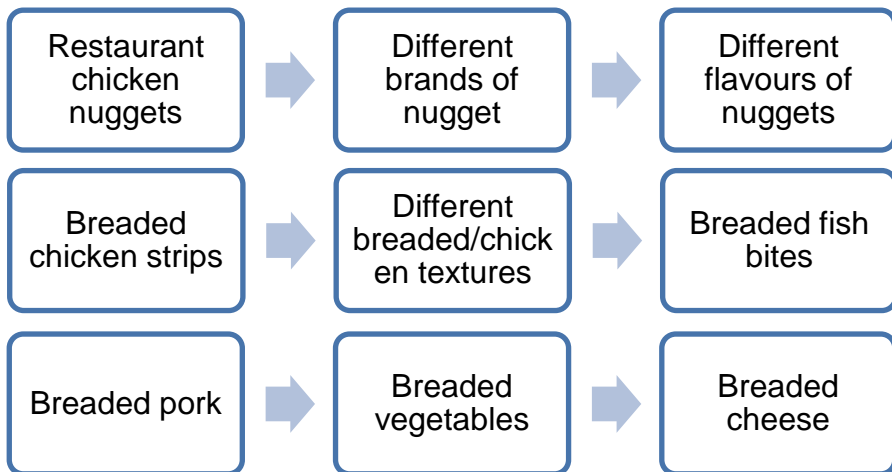 Restaurant
chicken
nuggets
Different
brands of
nugget
Different
flavours of
nuggets
Breaded
chicken strips
Different
breaded/chick
en textures
Breaded fish
bites
Breaded pork
Breaded
vegetables
Breaded
cheese